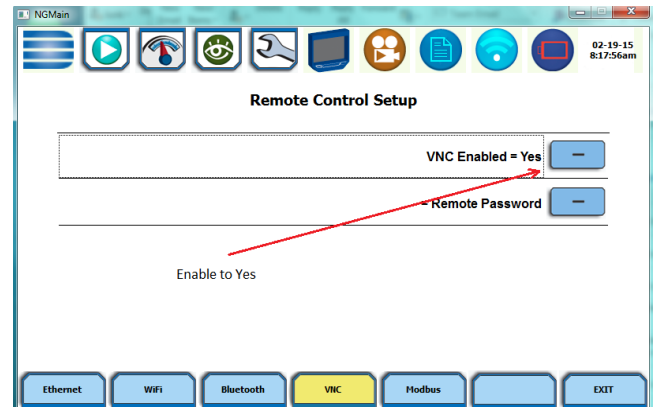 NGMain
02-19-15
8:17:56am
Remote Control Setup
VNC Enabled = Yes
= Remote Password
Enable to Yes
Ethernet WiFi Bluetooth VNC Modbus EXIT